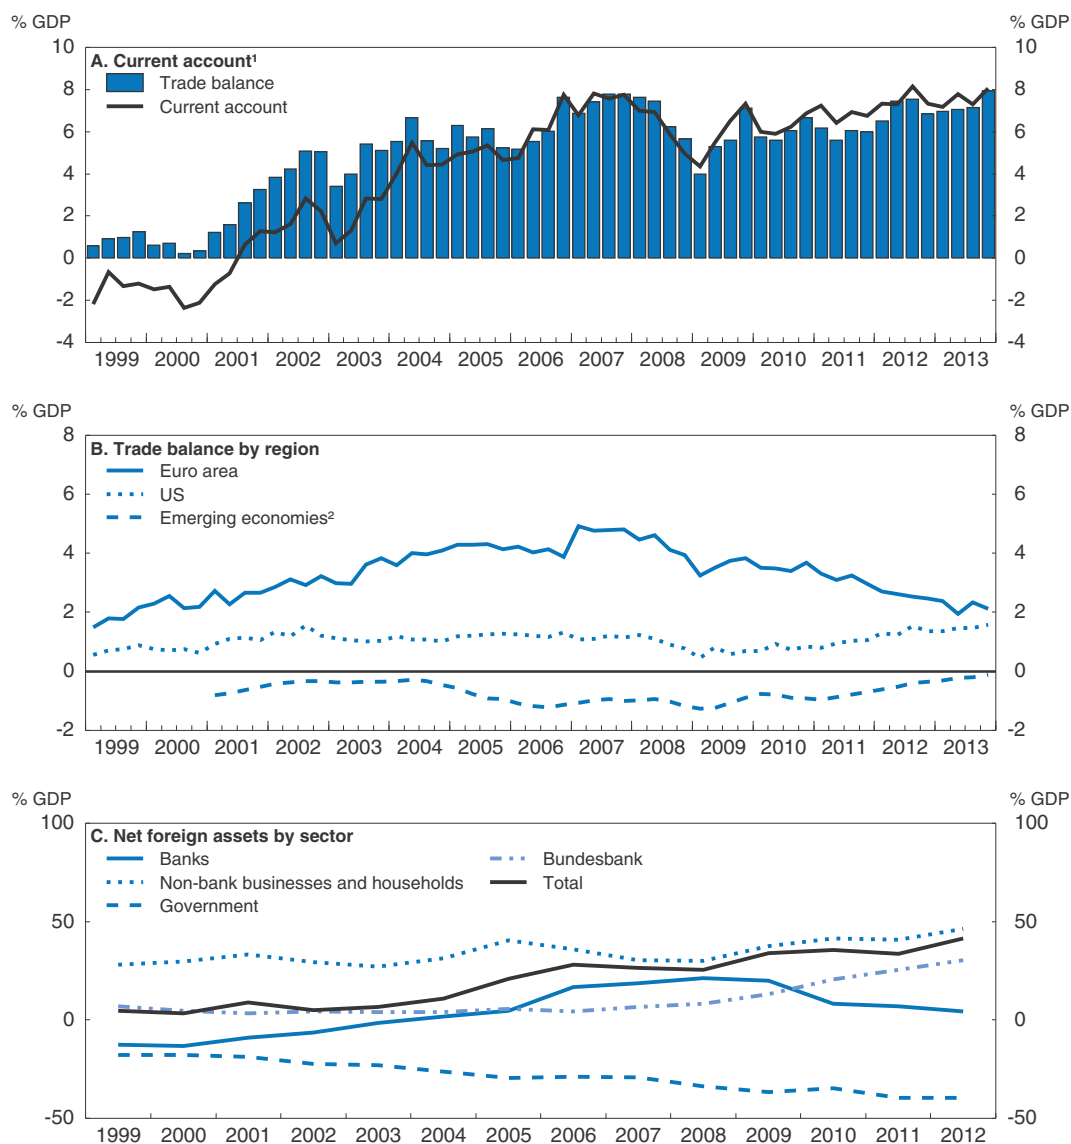 % GDP % GDP
10 10
A. Current account¹
8 Trade balance 8
Current account
6 6
4 4
2 2
0 0
-2 -2
-4 -4
1999 2000 2001 2002 2003 2004 2005 2006 2007 2008 2009 2010 2011 2012 2013
% GDP % GDP
8 8
B. Trade balance by region
Euro area
6 US 6
Emerging economies²
4 4
2 2
0 0
-2 -2
1999 2000 2001 2002 2003 2004 2005 2006 2007 2008 2009 2010 2011 2012 2013
% GDP % GDP
100 100
C. Net foreign assets by sector
Banks Bundesbank
Non-bank businesses and households Total
Government
50 50
0 0
-50 -50
1999 2000 2001 2002 2003 2004 2005 2006 2007 2008 2009 2010 2011 2012